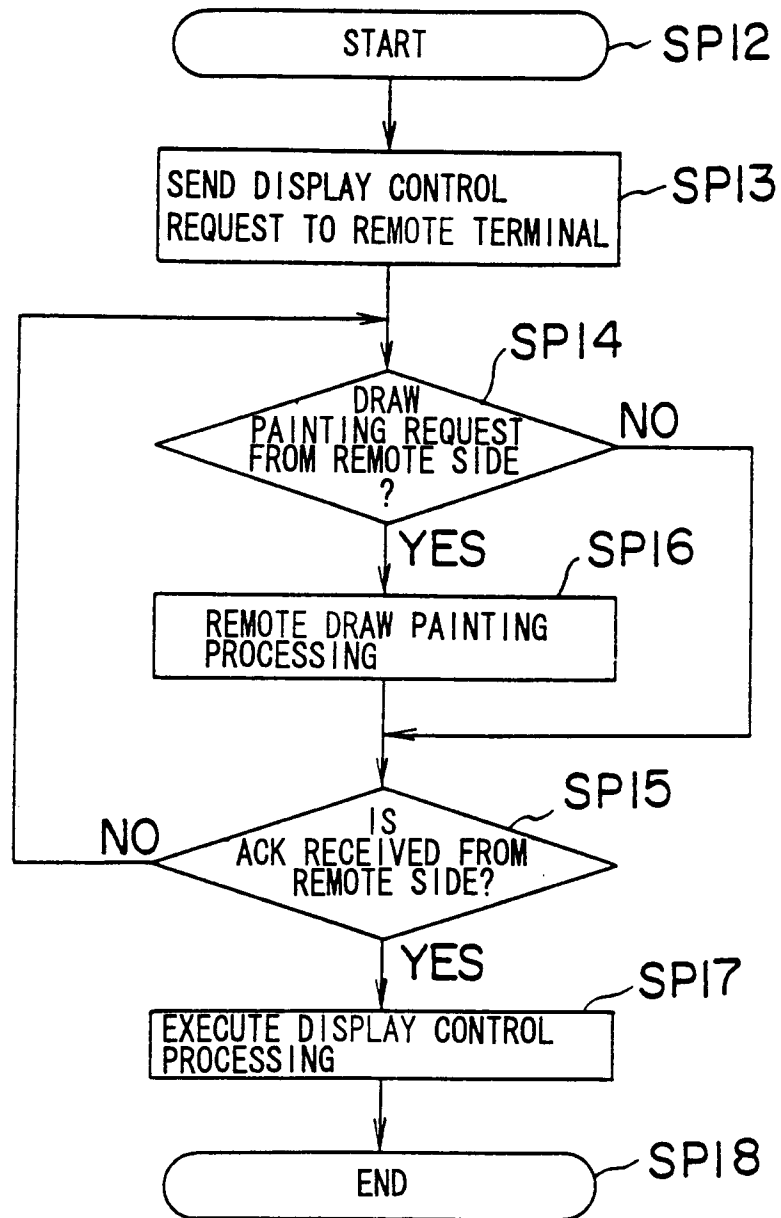 START
SP12
SEND DISPLAY CONTROL
REQUEST TO REMOTE TERMINAL
SP13
SP14
DRAW
PAINTING REQUEST
FROM REMOTE SIDE
?
NO
YES
SP16
REMOTE DRAW PAINTING
PROCESSING
SP15
IS
ACK RECEIVED FROM
REMOTE SIDE?
NO
YES
SP17
EXECUTE DISPLAY CONTROL
PROCESSING
END
SP18